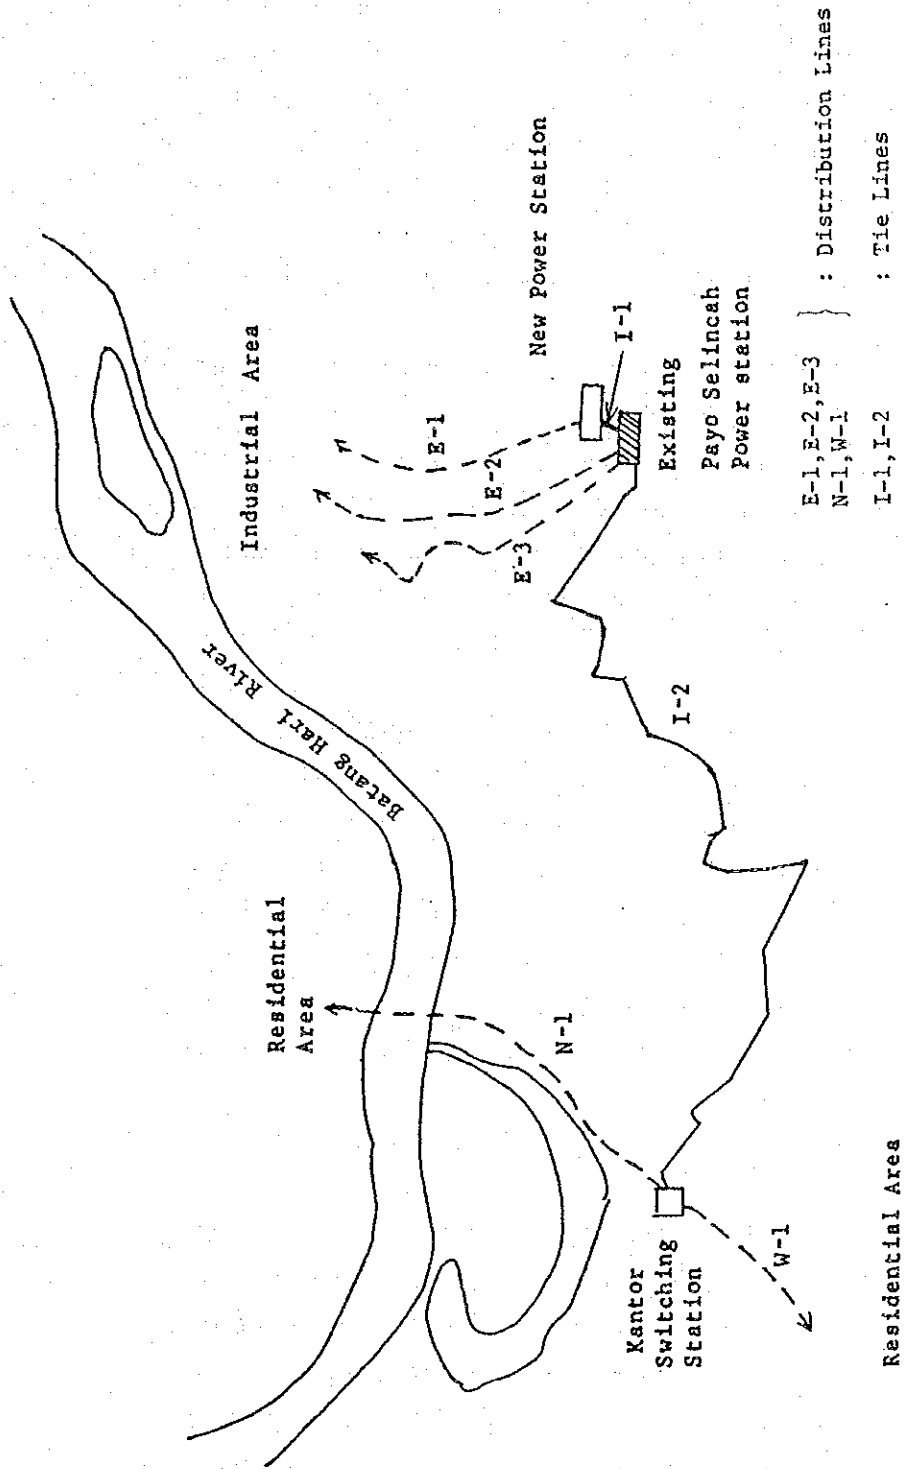 Residential
Area
Industrial Area
Batang Hari River
N-1
E-1
E-2
E-3
New Power Station
I-1
Existing
Payo Selincah
Power station
I-2
Kantor
Switching
Station
W-1
Residential Area
E-1,E-2,E-3
N-1,W-1
: Distribution Lines
I-1,I-2 : Tie Lines